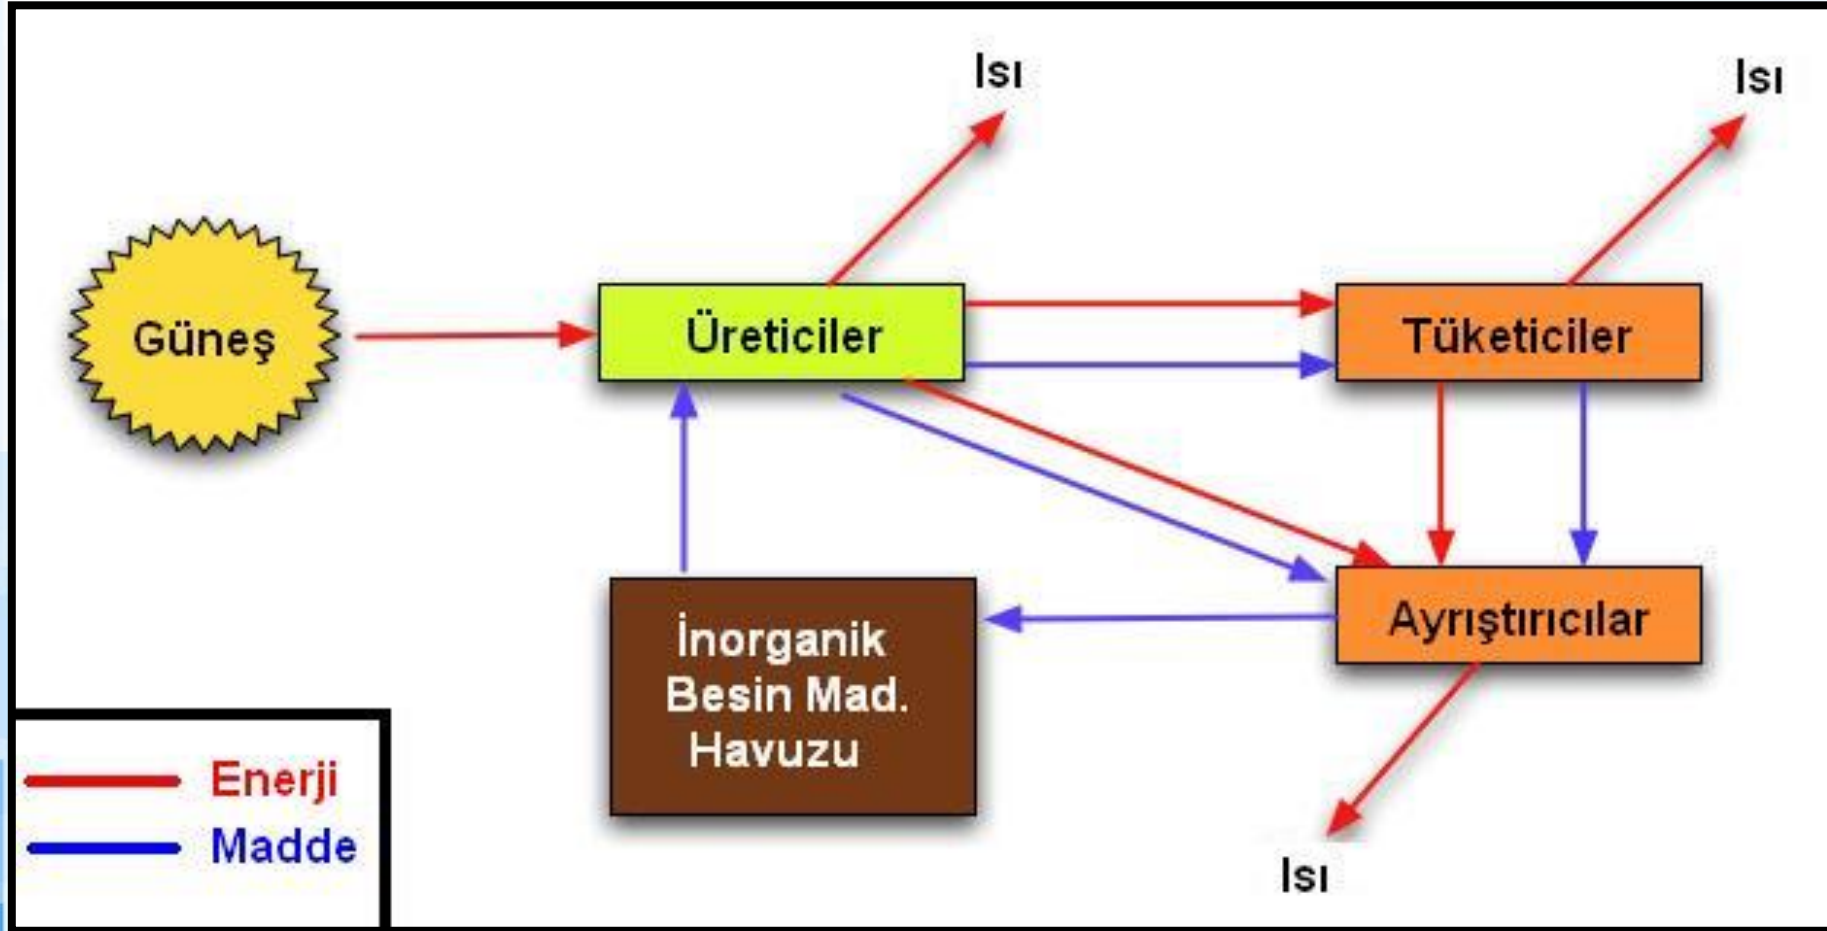 Isı
Isı
Güneş
Üreticiler
Tüketiciler
Ayrıştırıcılar
İnorganik
Besin Mad.
Havuzu
Enerji
Madde
Isı